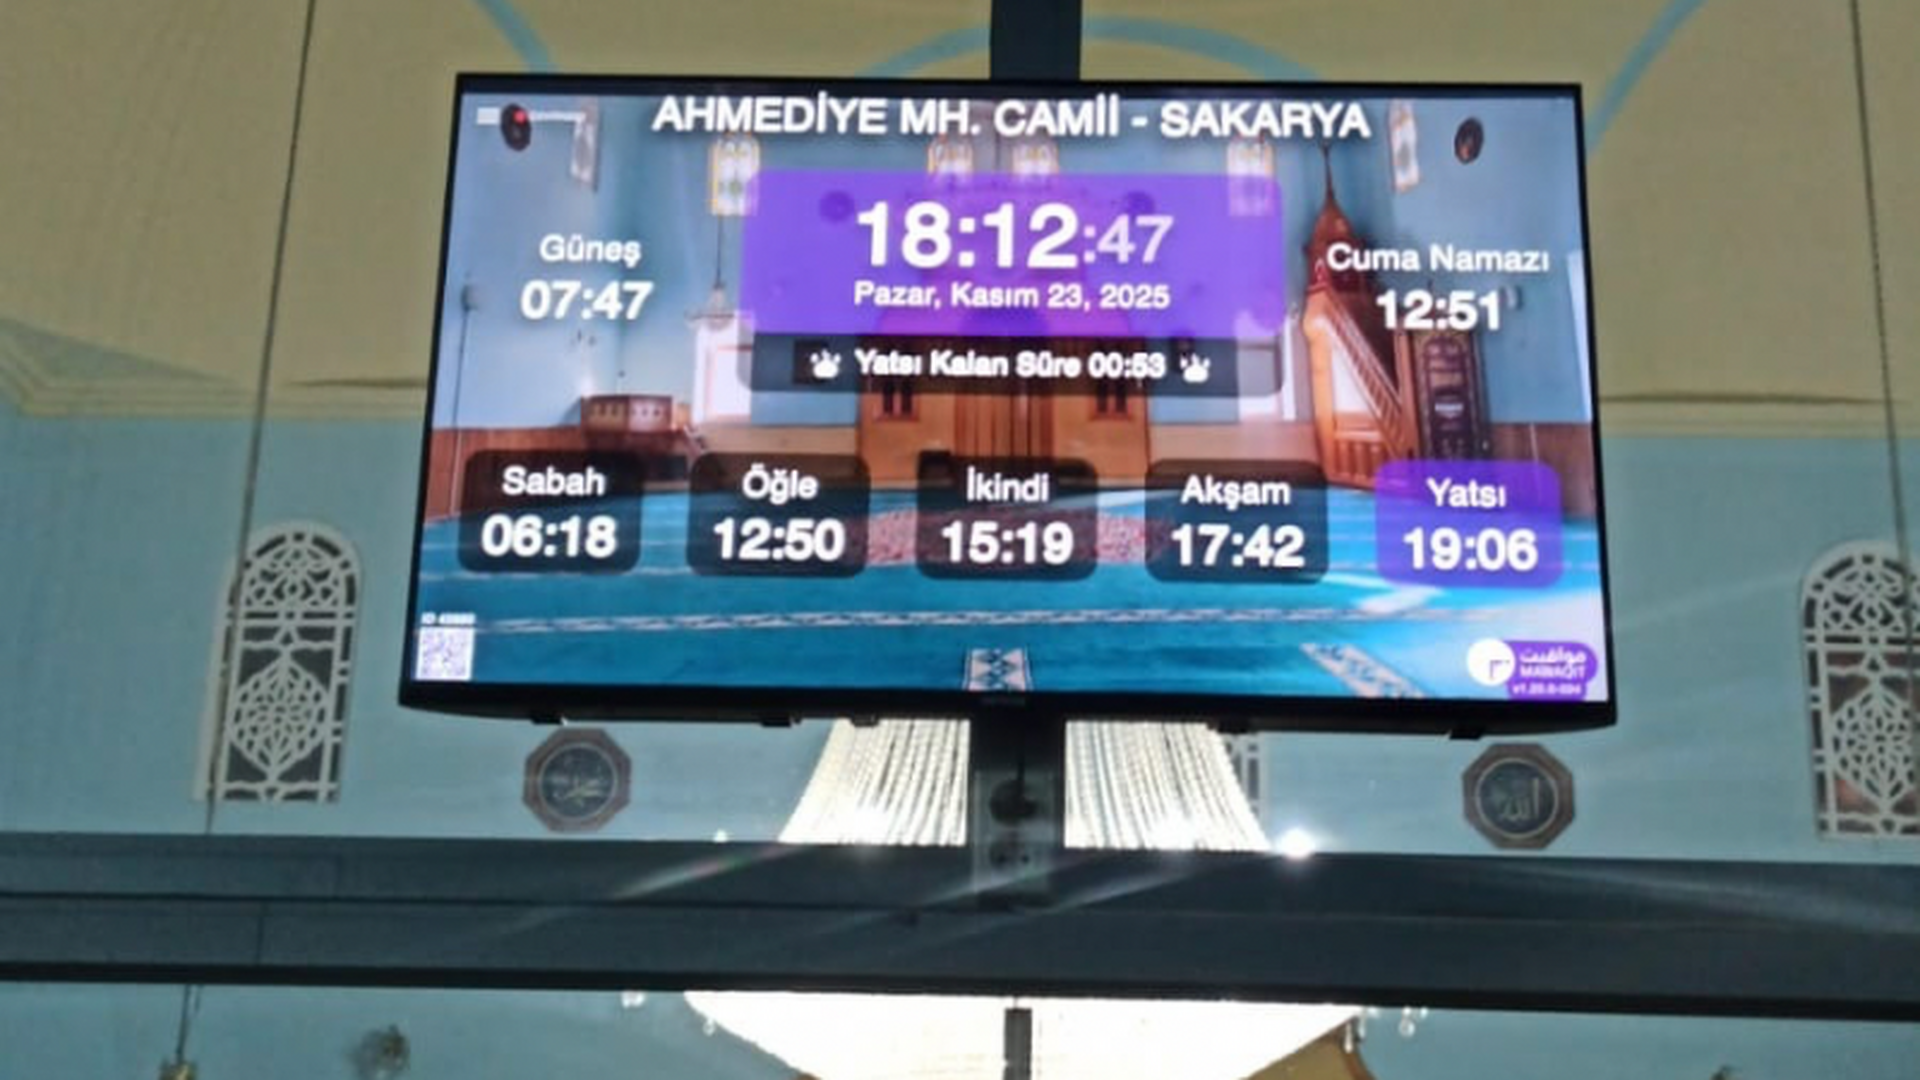 AHMEDİYE MH. CAMİİ - SAKARYA
Güneş
07:47
18:12:47
Pazar, Kasım 23, 2025
Yatsı Kalan Süre 00:53
Cuma Namazı
12:51
Sabah
06:18
Öğle
12:50
İkindi
15:19
Akşam
17:42
Yatsı
19:06
مواقيت
MAWAQIT
الله